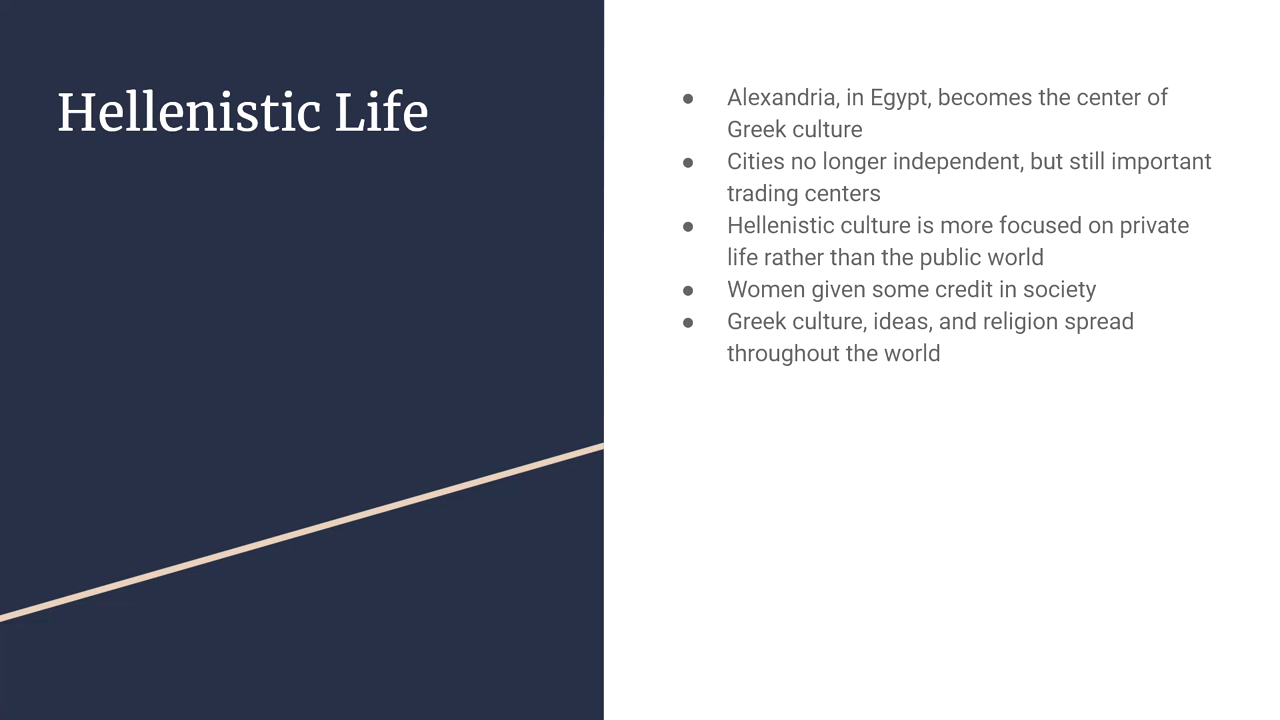 Hellenistic Life
● Alexandria, in Egypt, becomes the center of
Greek culture
● Cities no longer independent, but still important
trading centers
● Hellenistic culture is more focused on private
life rather than the public world
● Women given some credit in society
● Greek culture, ideas, and religion spread
throughout the world